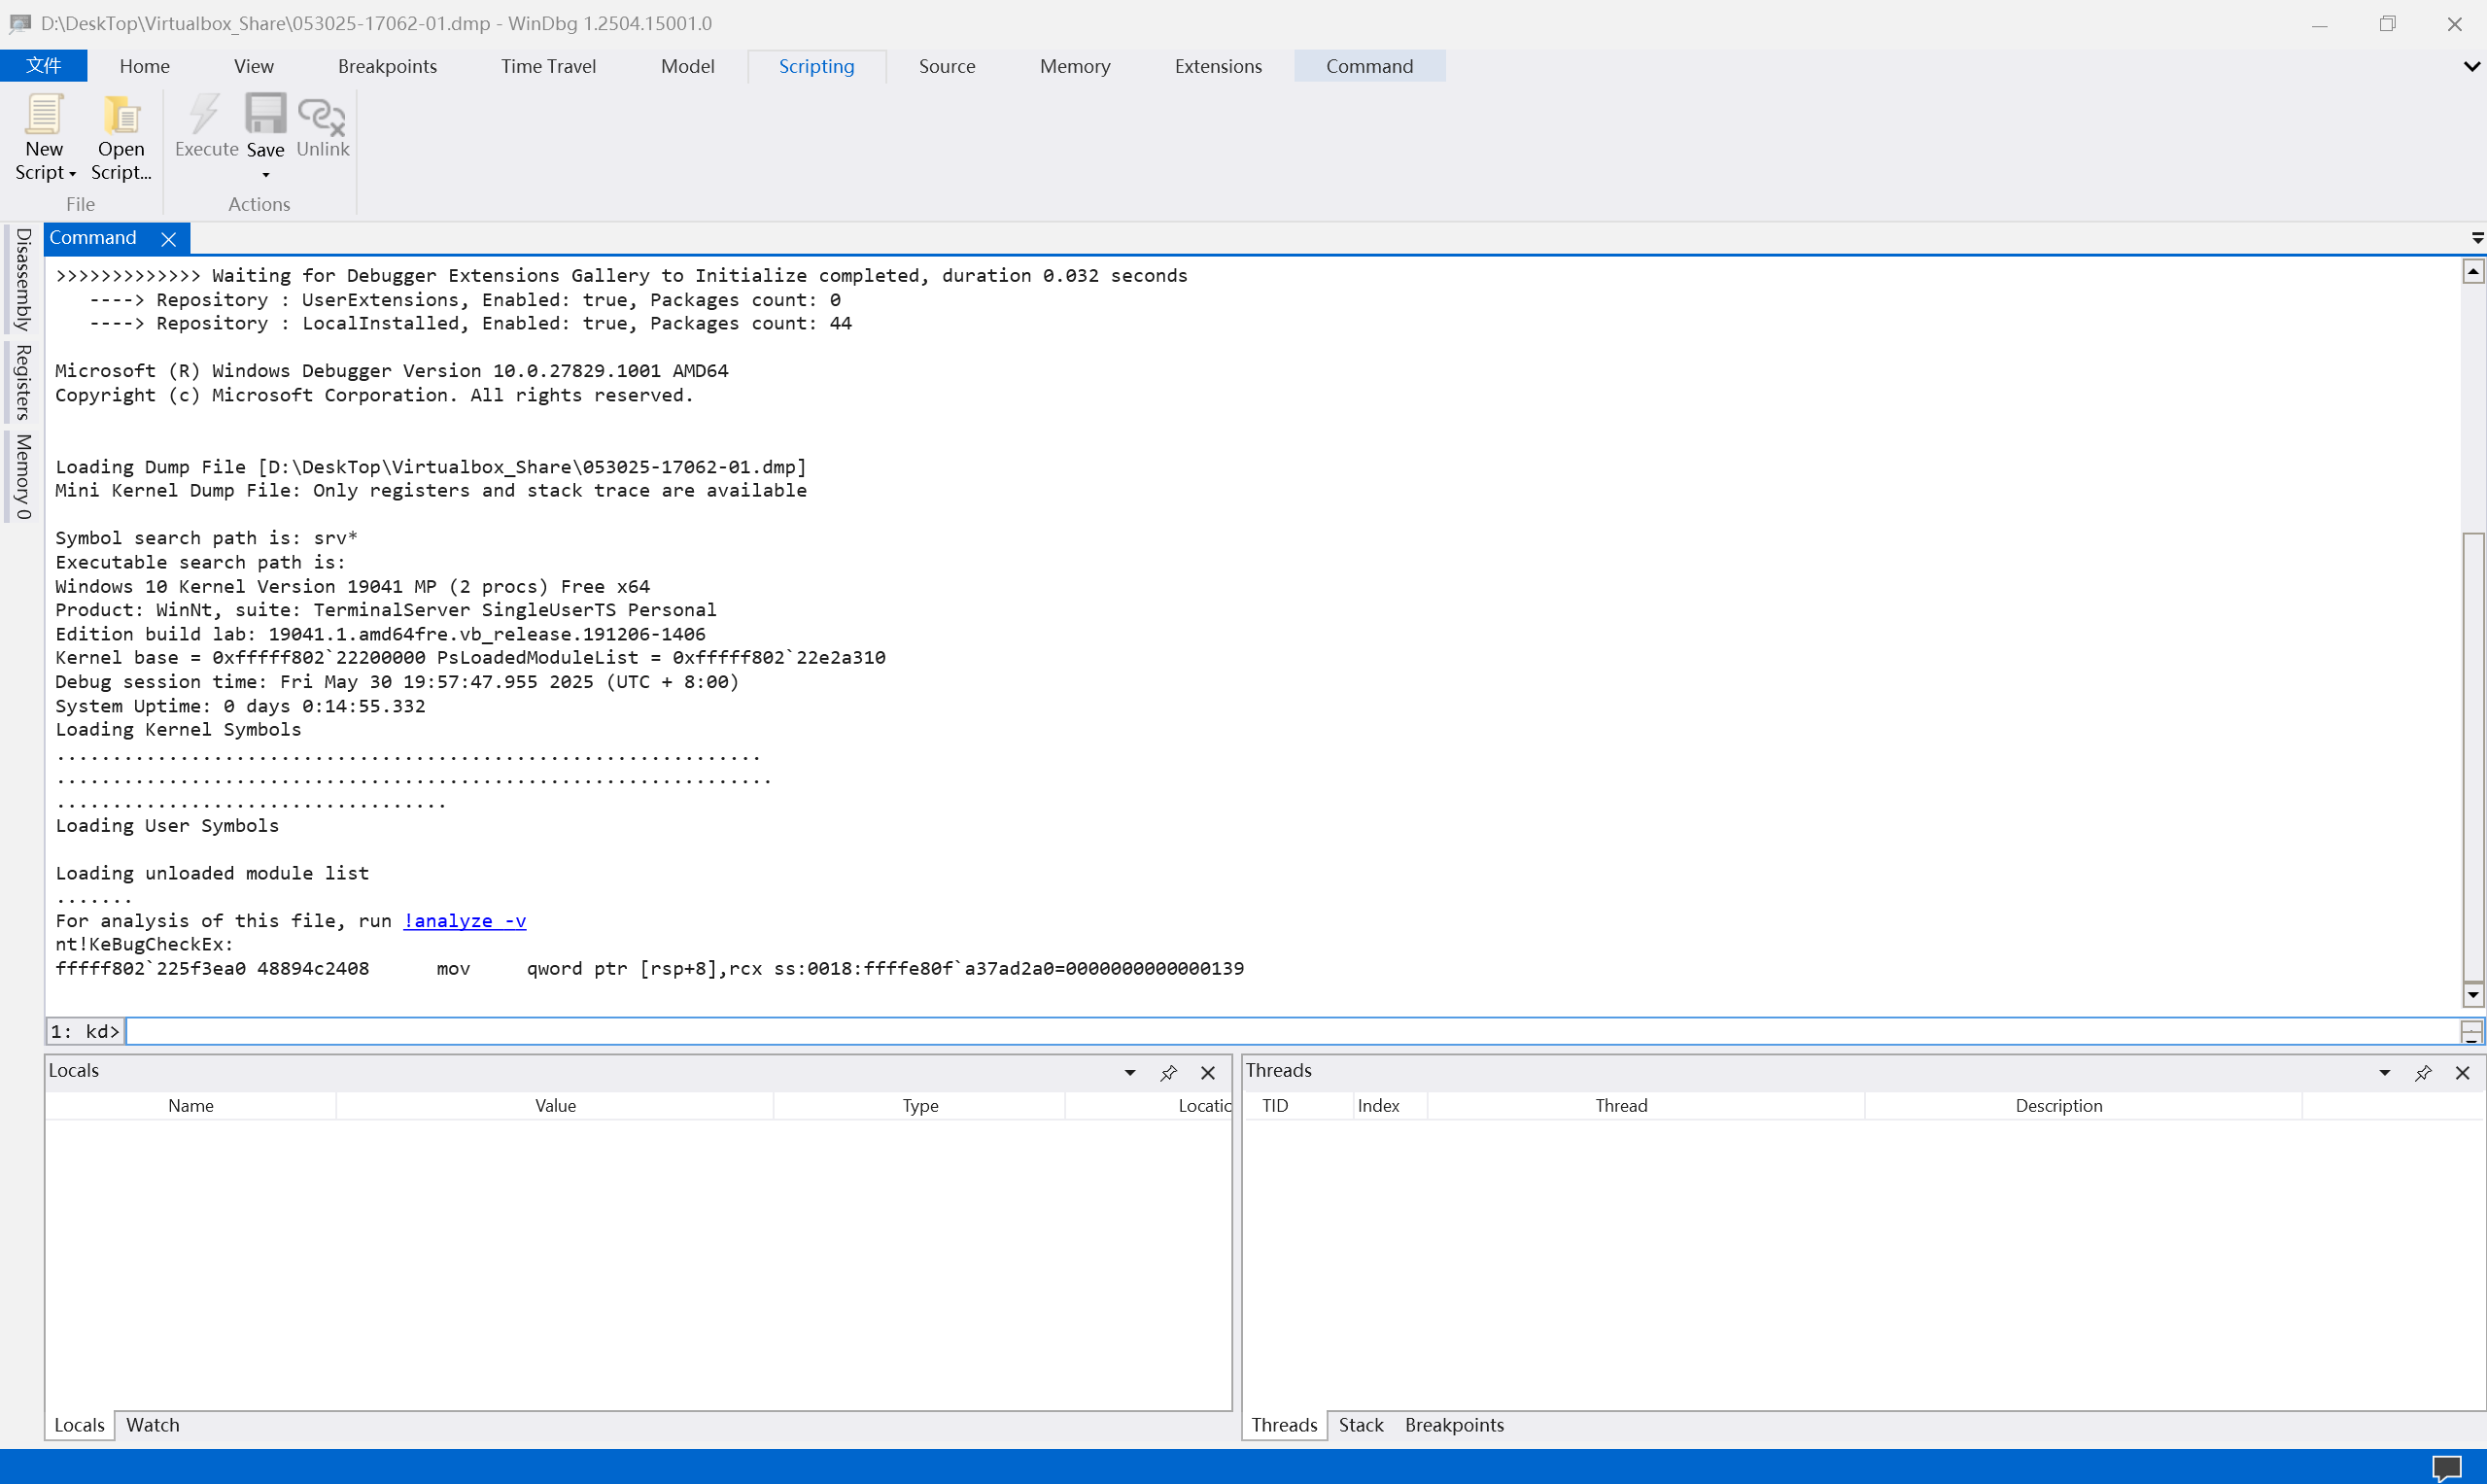 D:\DeskTop\Virtualbox_Share\053025-17062-01.dmp - WinDbg 1.2504.15001.0
文件 Home View Breakpoints Time Travel Model Scripting Source Memory Extensions Command
New Script Open Script... Execute Save Unlink
File Actions
Disassembly
Registers
Memory 0
Command
>>>>>>>>>>>>> Waiting for Debugger Extensions Gallery to Initialize completed, duration 0.032 seconds
----> Repository : UserExtensions, Enabled: true, Packages count: 0
----> Repository : LocalInstalled, Enabled: true, Packages count: 44
Microsoft (R) Windows Debugger Version 10.0.27829.1001 AMD64
Copyright (c) Microsoft Corporation. All rights reserved.
Loading Dump File [D:\DeskTop\Virtualbox_Share\053025-17062-01.dmp]
Mini Kernel Dump File: Only registers and stack trace are available
Symbol search path is: srv*
Executable search path is:
Windows 10 Kernel Version 19041 MP (2 procs) Free x64
Product: WinNt, suite: TerminalServer SingleUserTS Personal
Edition build lab: 19041.1.amd64fre.vb_release.191206-1406
Kernel base = 0xfffff802`22200000 PsLoadedModuleList = 0xfffff802`22e2a310
Debug session time: Fri May 30 19:57:47.955 2025 (UTC + 8:00)
System Uptime: 0 days 0:14:55.332
Loading Kernel Symbols
...............................................................
................................................................
...................................
Loading User Symbols
Loading unloaded module list
.......
For analysis of this file, run !analyze -v
nt!KeBugCheckEx:
fffff802`225f3ea0 48894c2408 mov qword ptr [rsp+8],rcx ss:0018:ffffe80f`a37ad2a0=0000000000000139
1: kd>
Locals
Name Value Type Locatio
Locals Watch
Threads
TID Index Thread Description
Threads Stack Breakpoints